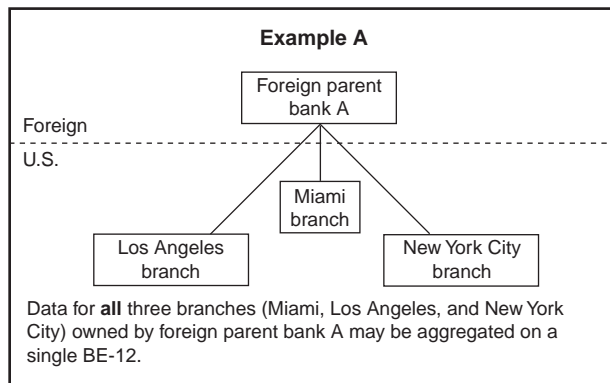 Example A
Foreign parent
bank A
Foreign
U.S.
Miami
branch
Los Angeles
branch
New York City
branch
Data for all three branches (Miami, Los Angeles, and New York
City) owned by foreign parent bank A may be aggregated on a
single BE-12.